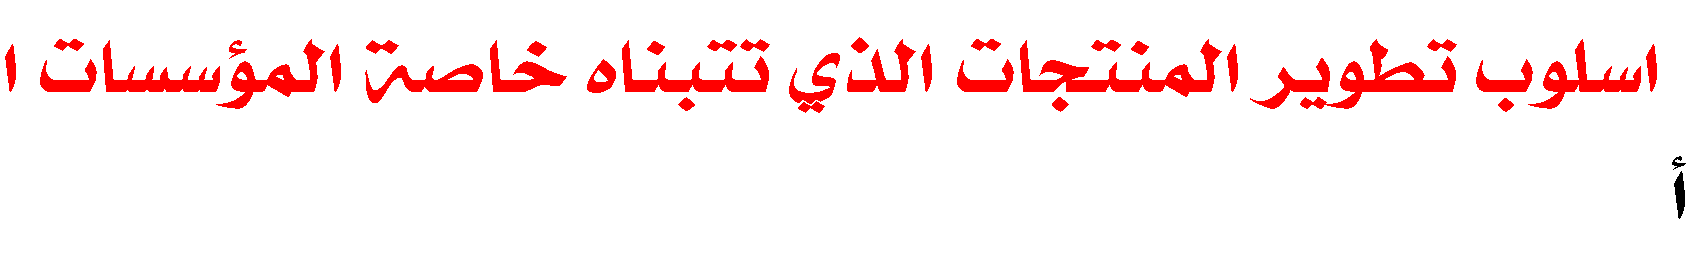 اسلوب تطوير المنتجات الذي تتبناه خاصة المؤسسات ا
أ